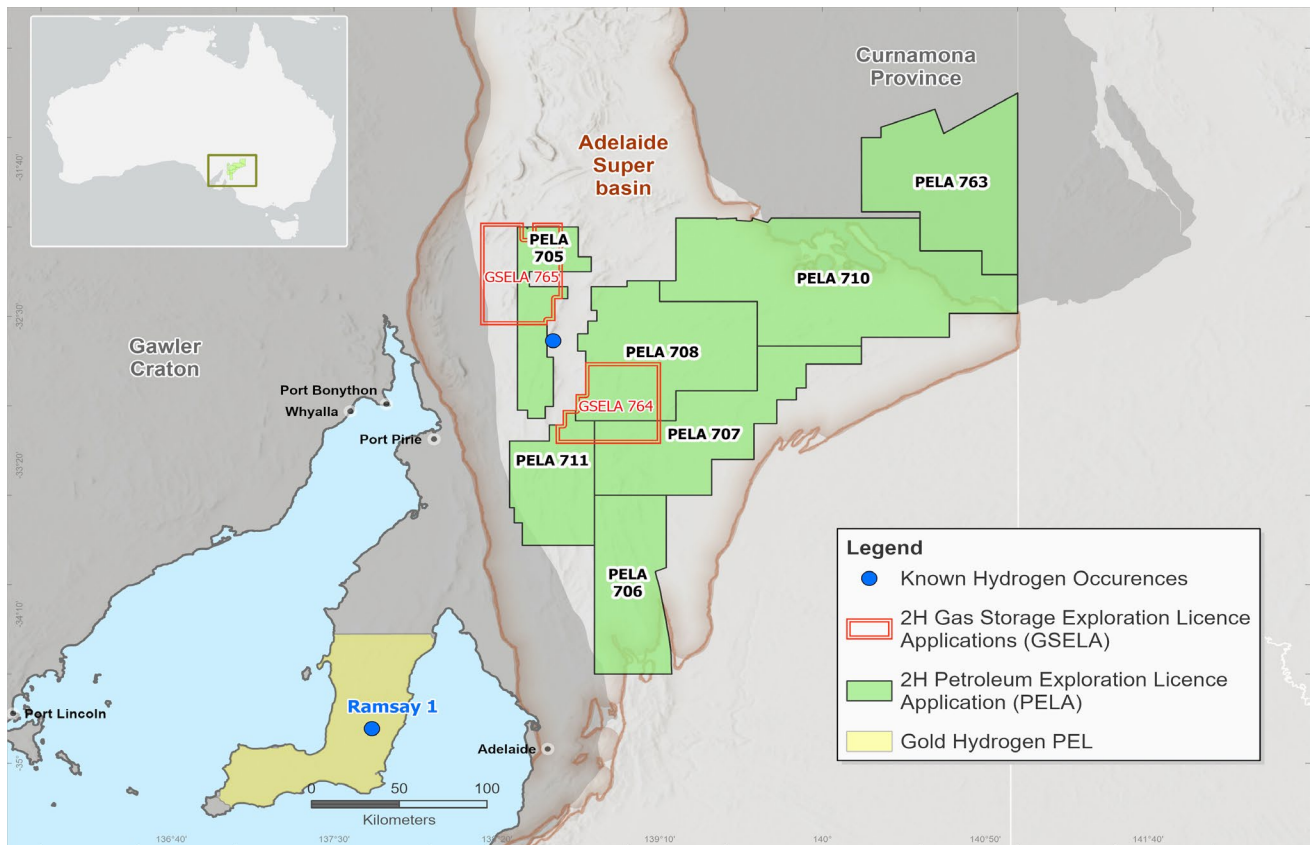 Curnamona
Province
Adelaide
Super
basin
PELA 763
PELA
705
GSELA 765
PELA 710
Gawler
Craton
PELA 708
Port Bonython
Whyalla
GSELA 764
Port Pirie
PELA 707
PELA 711
PELA
706
Ramsay 1
Port Lincoln
Adelaide
0 50 100
Kilometers
Legend
Known Hydrogen Occurences
2H Gas Storage Exploration Licence
Applications (GSELA)
2H Petroleum Exploration Licence
Application (PELA)
Gold Hydrogen PEL
-31°40'
-32°30'
-33°20'
-34°10'
-35°
136°40'
137°30'
139°10'
140°
140°50'
141°40'